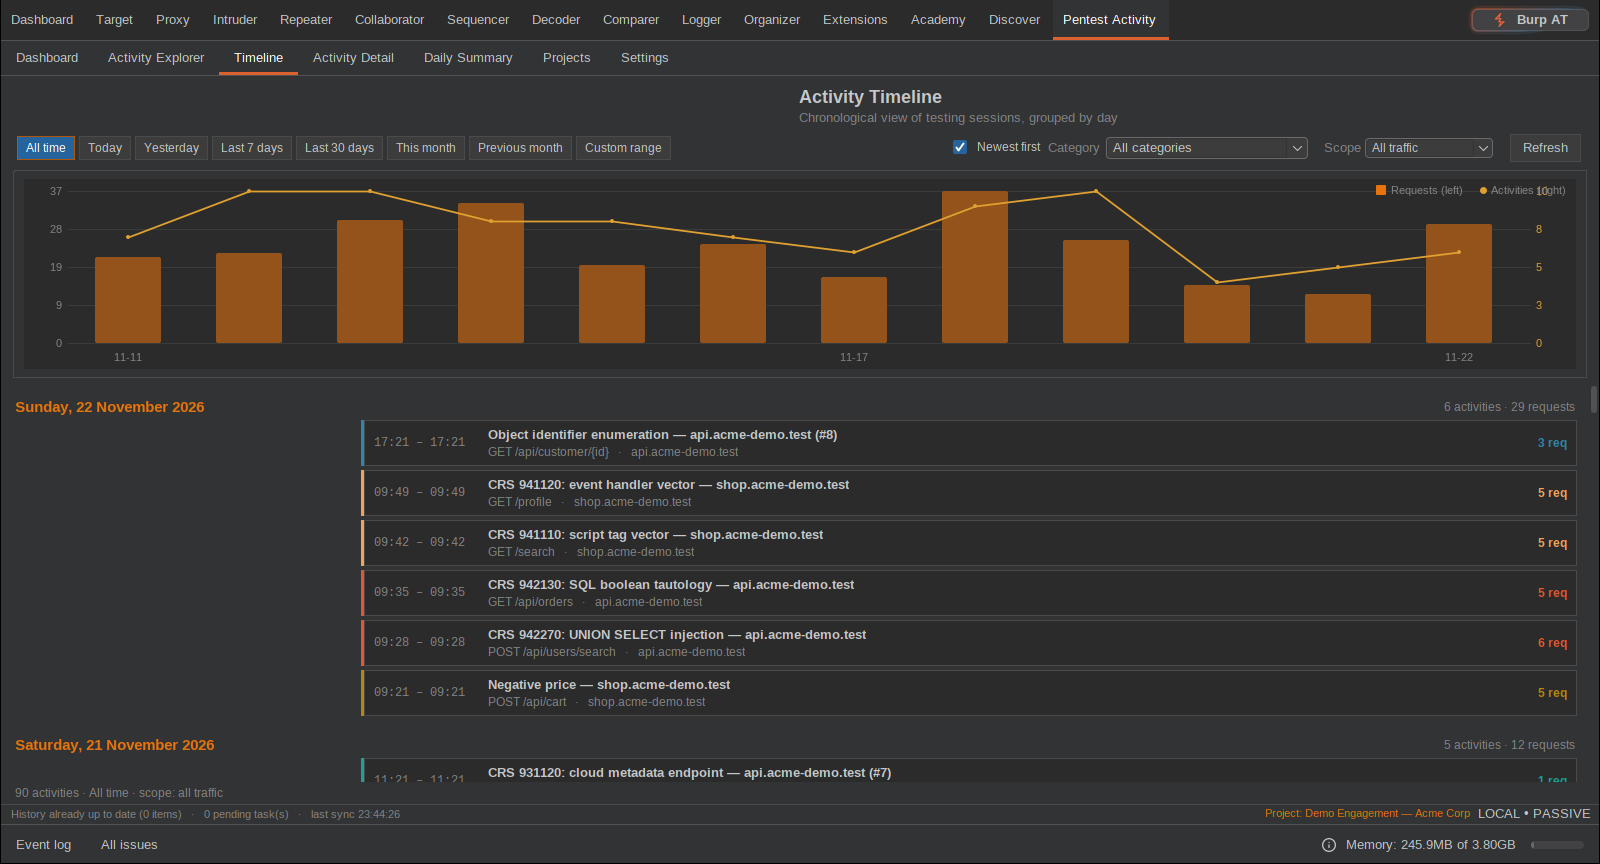 Dashboard Target Proxy Intruder Repeater Collaborator Sequencer Decoder Comparer Logger Organizer Extensions Academy Discover Pentest Activity Burp AT
Dashboard Activity Explorer Timeline Activity Detail Daily Summary Projects Settings
Activity Timeline
Chronological view of testing sessions, grouped by day
All time Today Yesterday Last 7 days Last 30 days This month Previous month Custom range Newest first Category All categories Scope All traffic Refresh
37 Requests (left) Activities (right) 10
28 8
19 5
9 3
0 0
11-11 11-17 11-22
Sunday, 22 November 2026 6 activities · 29 requests
17:21 – 17:21 Object identifier enumeration — api.acme-demo.test (#8) 3 req
GET /api/customer/{id} · api.acme-demo.test
09:49 – 09:49 CRS 941120: event handler vector — shop.acme-demo.test 5 req
GET /profile · shop.acme-demo.test
09:42 – 09:42 CRS 941110: script tag vector — shop.acme-demo.test 5 req
GET /search · shop.acme-demo.test
09:35 – 09:35 CRS 942130: SQL boolean tautology — api.acme-demo.test 5 req
GET /api/orders · api.acme-demo.test
09:28 – 09:28 CRS 942270: UNION SELECT injection — api.acme-demo.test 6 req
POST /api/users/search · api.acme-demo.test
09:21 – 09:21 Negative price — shop.acme-demo.test 5 req
POST /api/cart · shop.acme-demo.test
Saturday, 21 November 2026 5 activities · 12 requests
11:21 – 11:21 CRS 931120: cloud metadata endpoint — api.acme-demo.test (#7) 1 req
90 activities · All time · scope: all traffic
History already up to date (0 items) · 0 pending task(s) · last sync 23:44:26 Project: Demo Engagement — Acme Corp LOCAL • PASSIVE
Event log All issues Memory: 245.9MB of 3.80GB